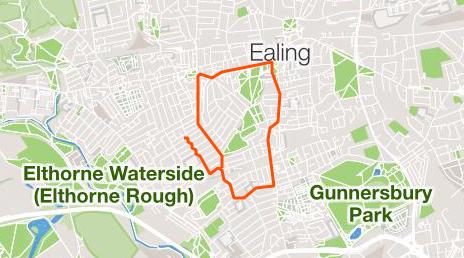 Ealing
Elthorne Waterside
(Elthorne Rough)
Gunnersbury
Park